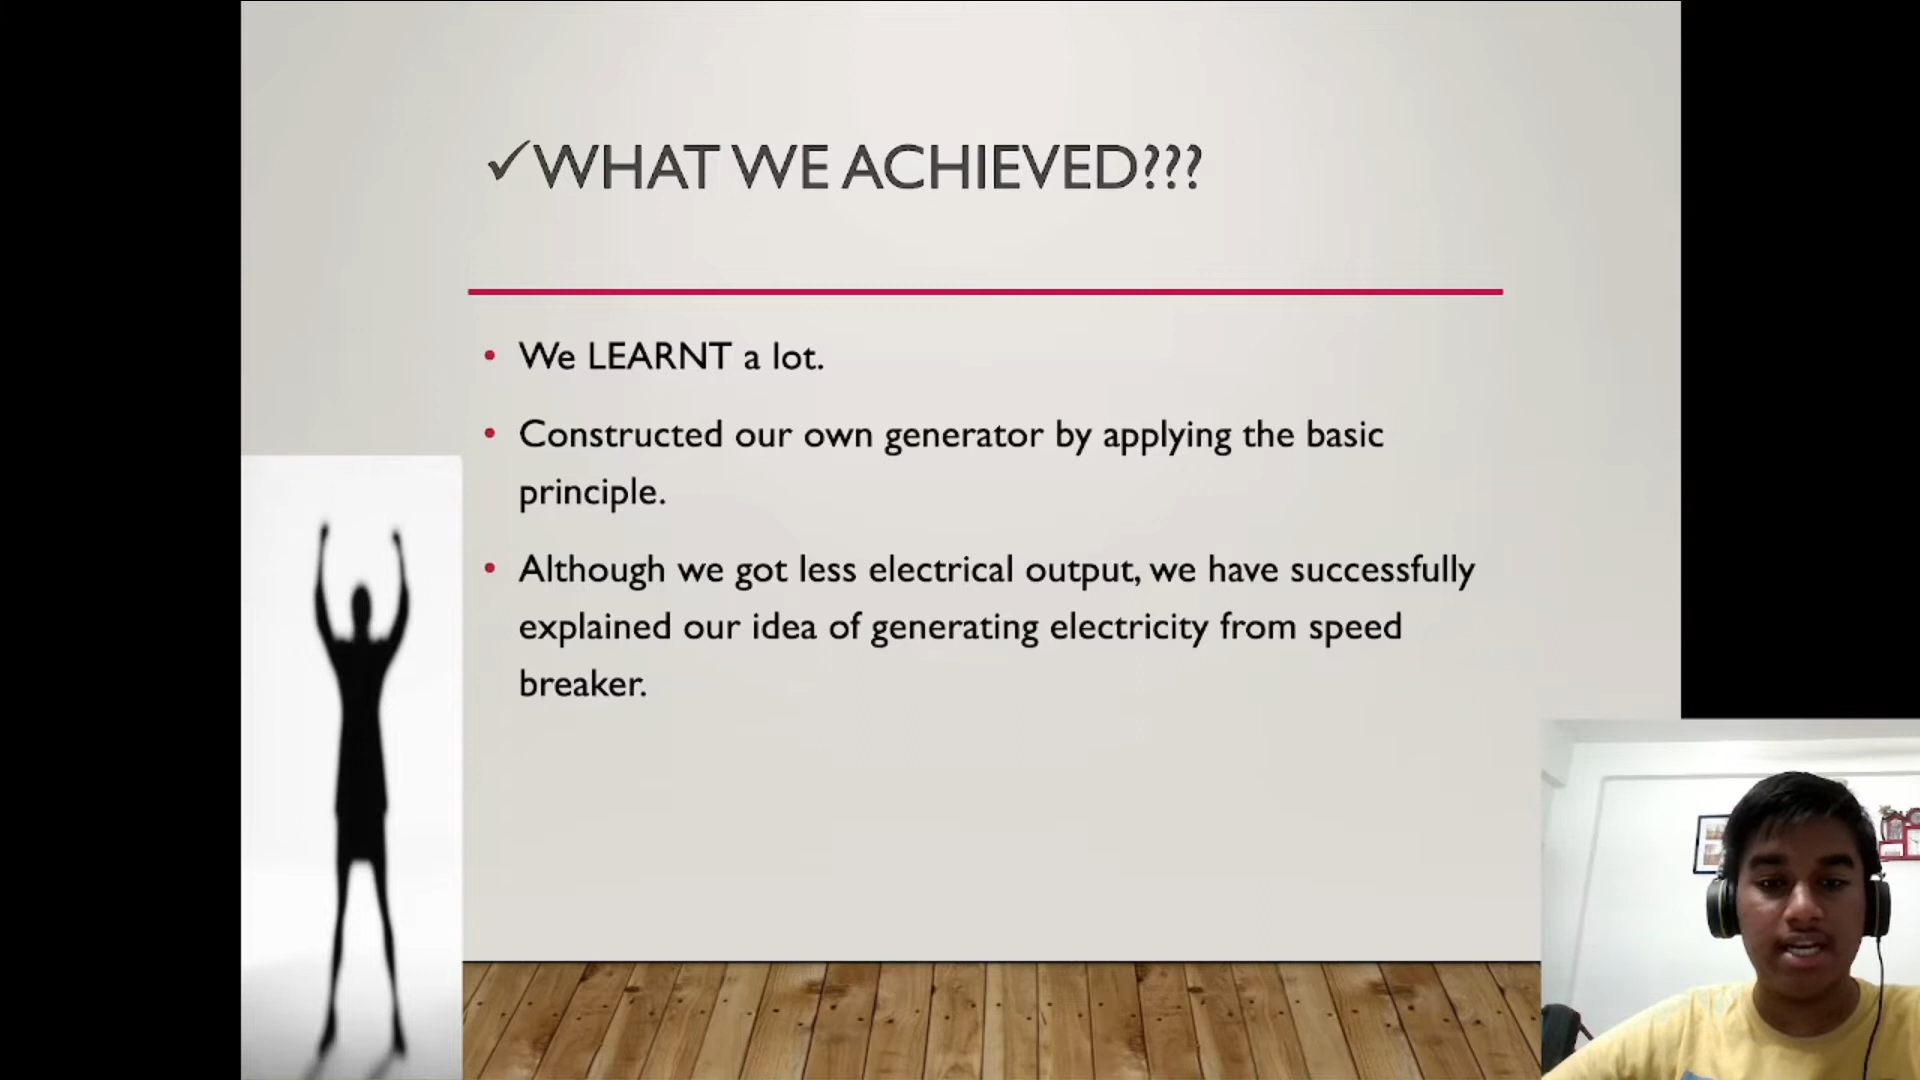 ✓WHAT WE ACHIEVED???
• We LEARNT a lot.
• Constructed our own generator by applying the basic
principle.
• Although we got less electrical output, we have successfully
explained our idea of generating electricity from speed
breaker.